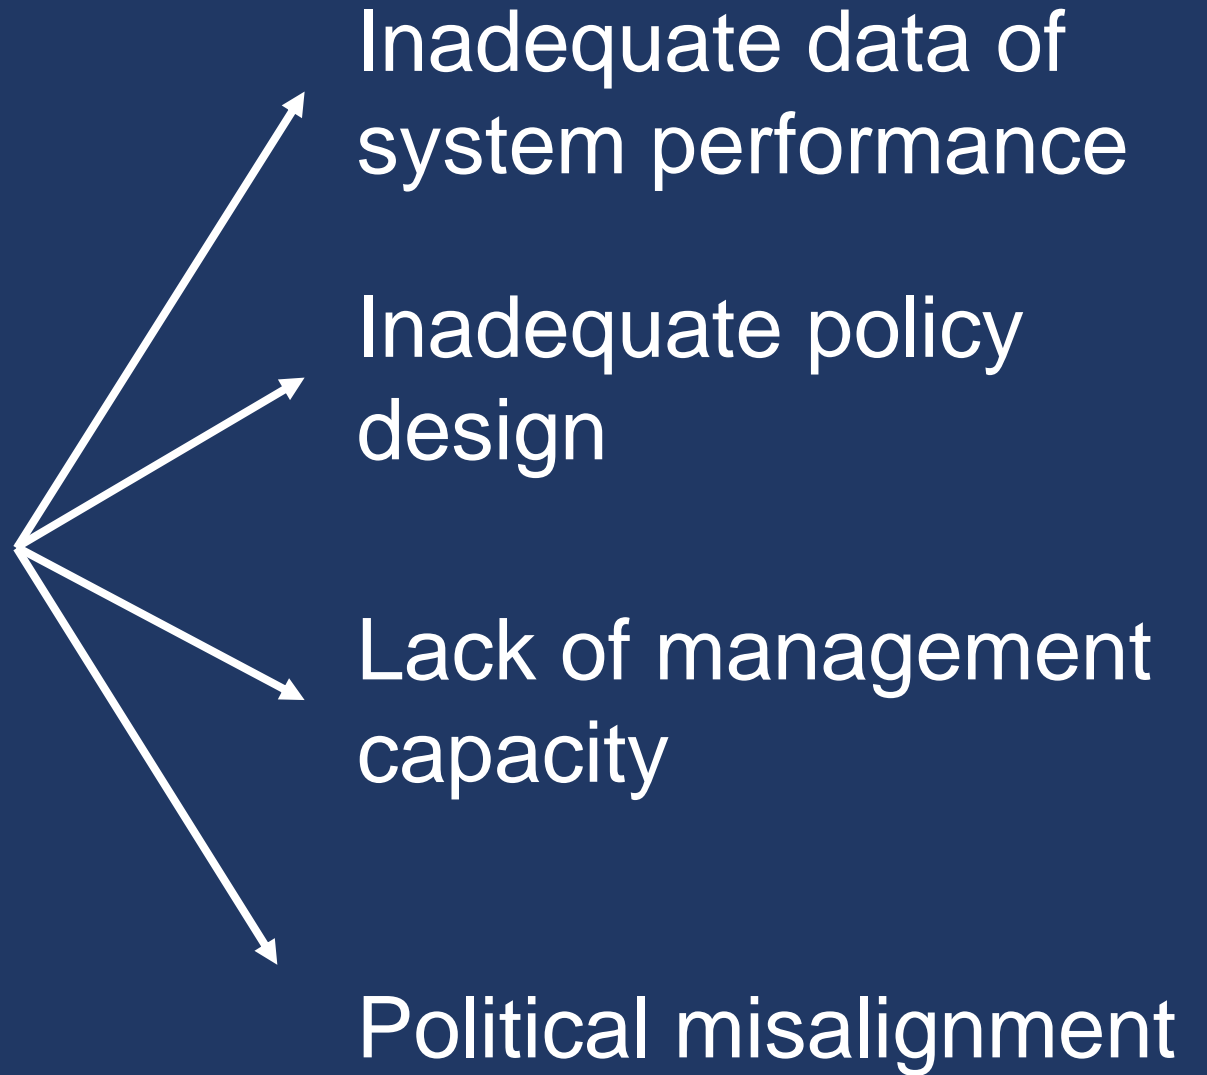 Inadequate data of
system performance
Inadequate policy
design
Lack of management
capacity
Political misalignment